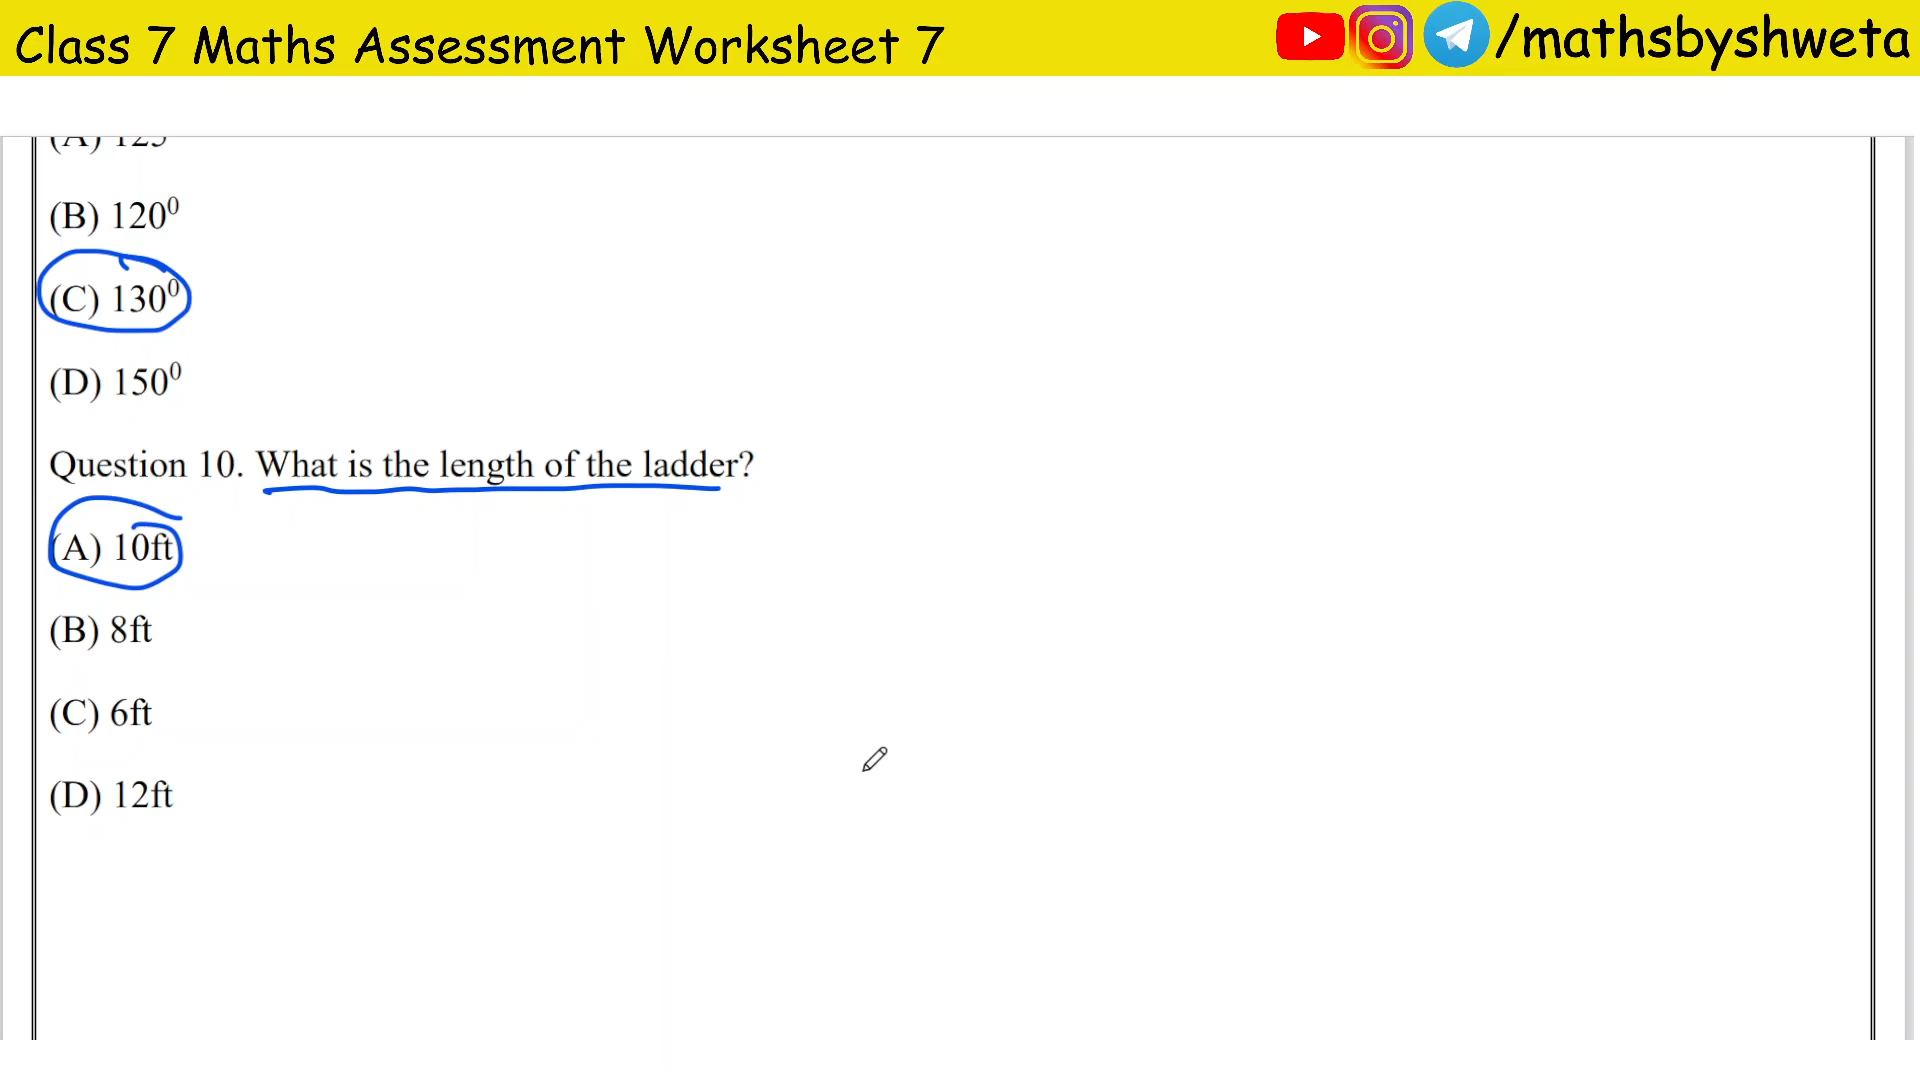 Class 7 Maths Assessment Worksheet 7
/mathsbyshweta
(A) 125
(B) 120⁰
(C) 130⁰
(D) 150⁰
Question 10. What is the length of the ladder?
(A) 10ft
(B) 8ft
(C) 6ft
(D) 12ft